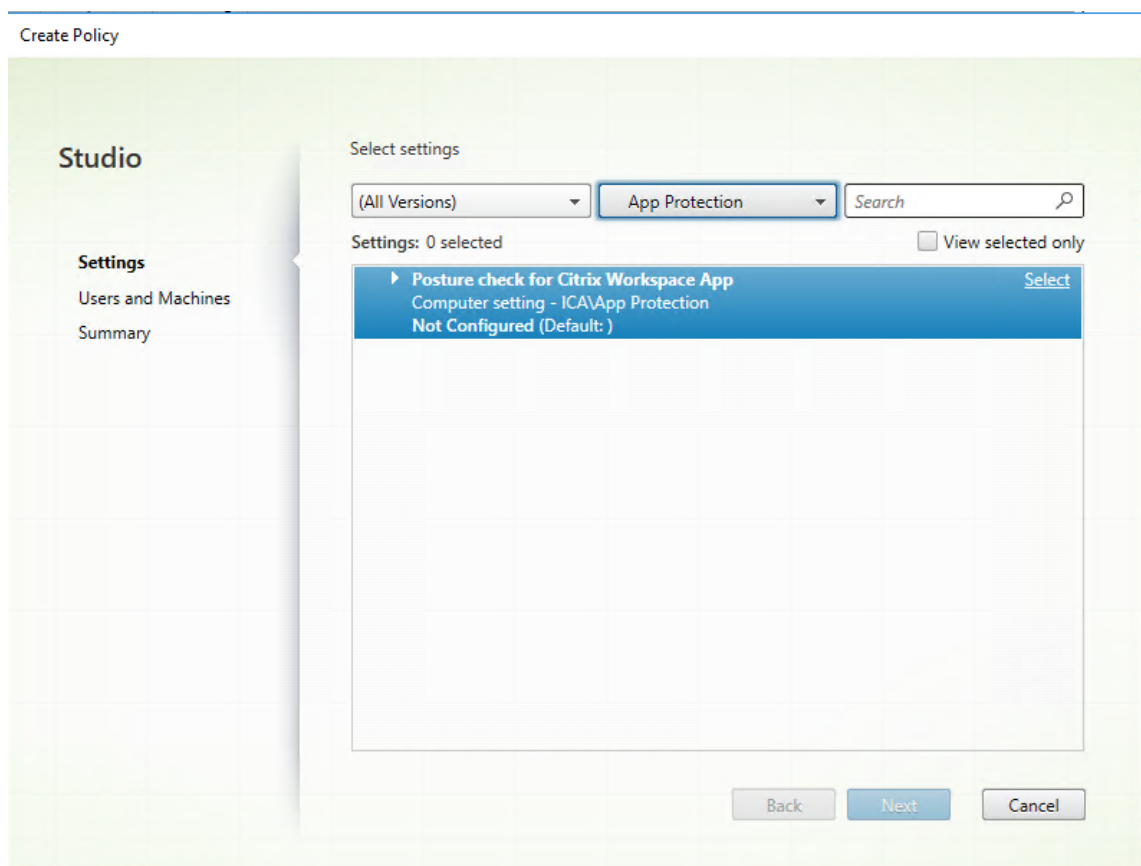 Create Policy
Studio
Select settings
(All Versions)
App Protection
Search
Settings: 0 selected
View selected only
Settings
Users and Machines
Summary
Posture check for Citrix Workspace App
Select
Computer setting - ICA\App Protection
Not Configured (Default: )
Back
Next
Cancel